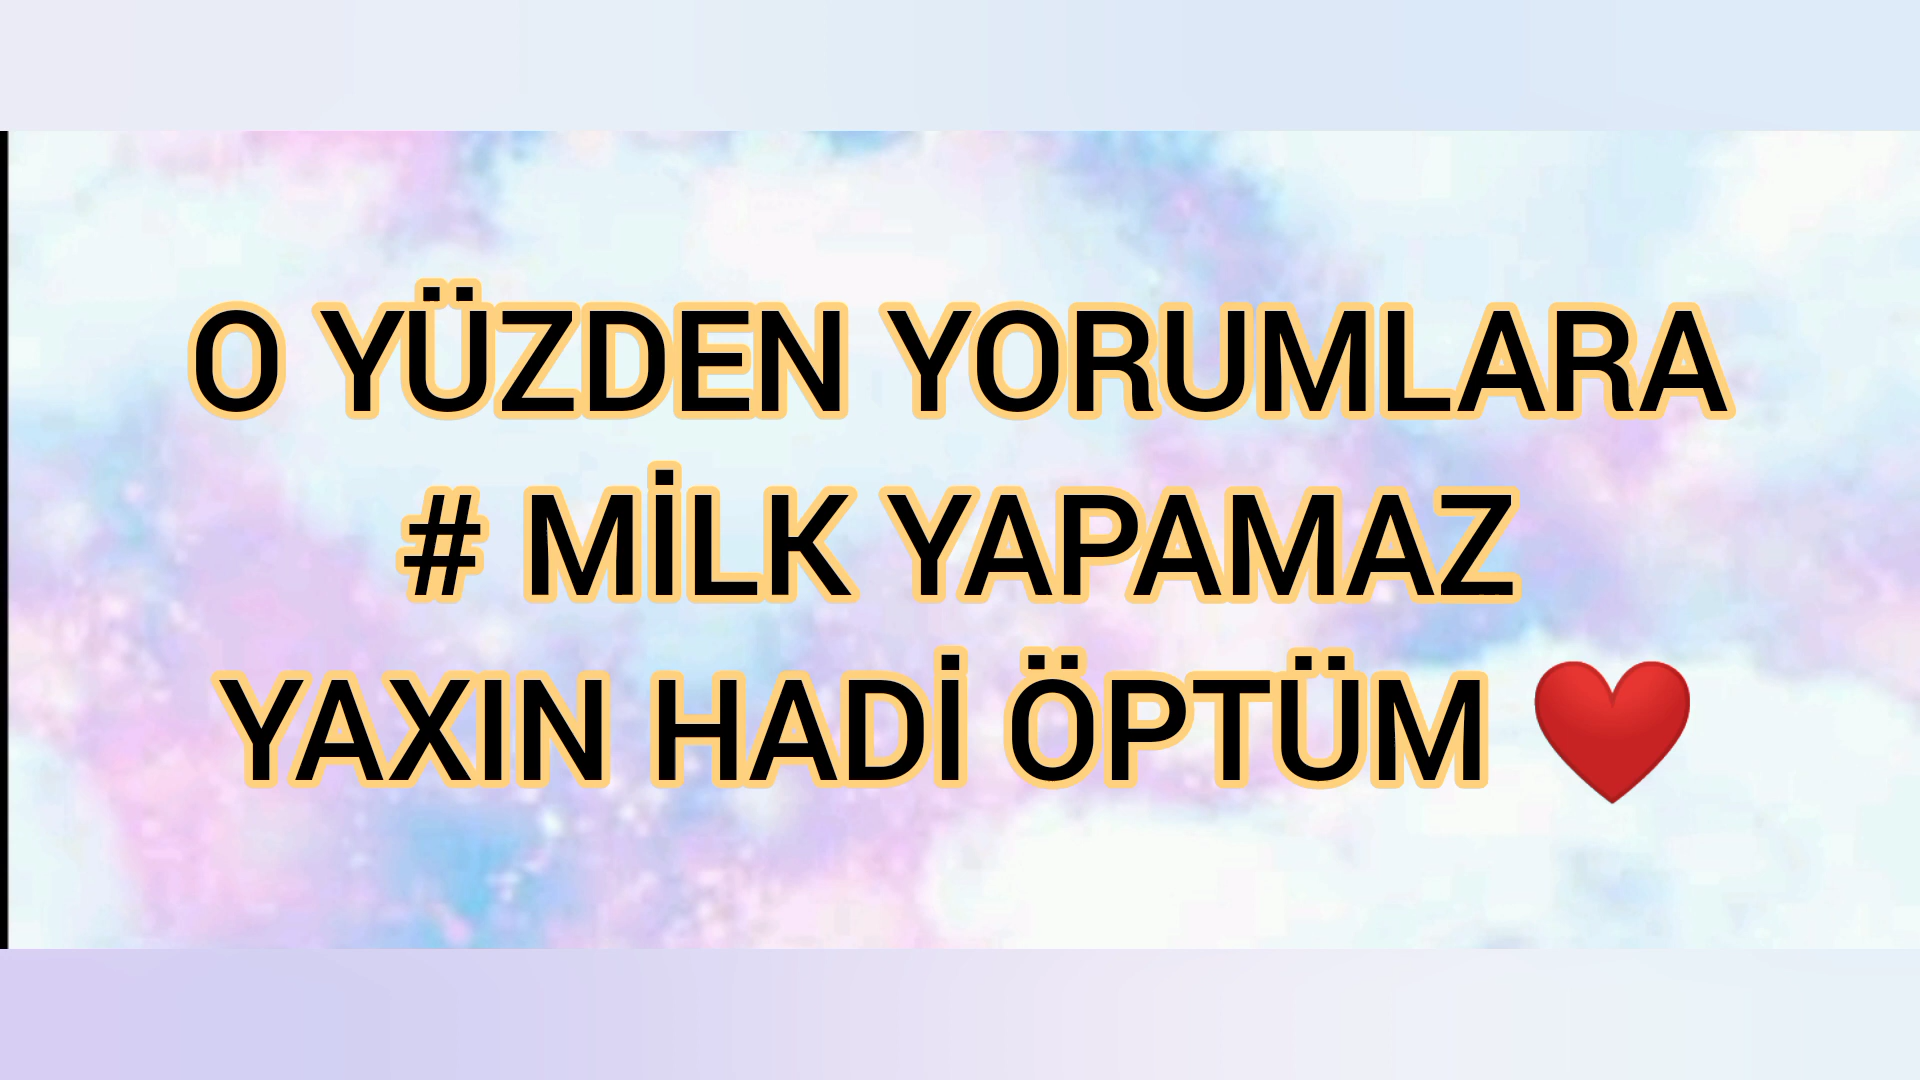 O YÜZDEN YORUMLARA
# MİLK YAPAMAZ
YAXIN HADİ ÖPTÜM ❤️